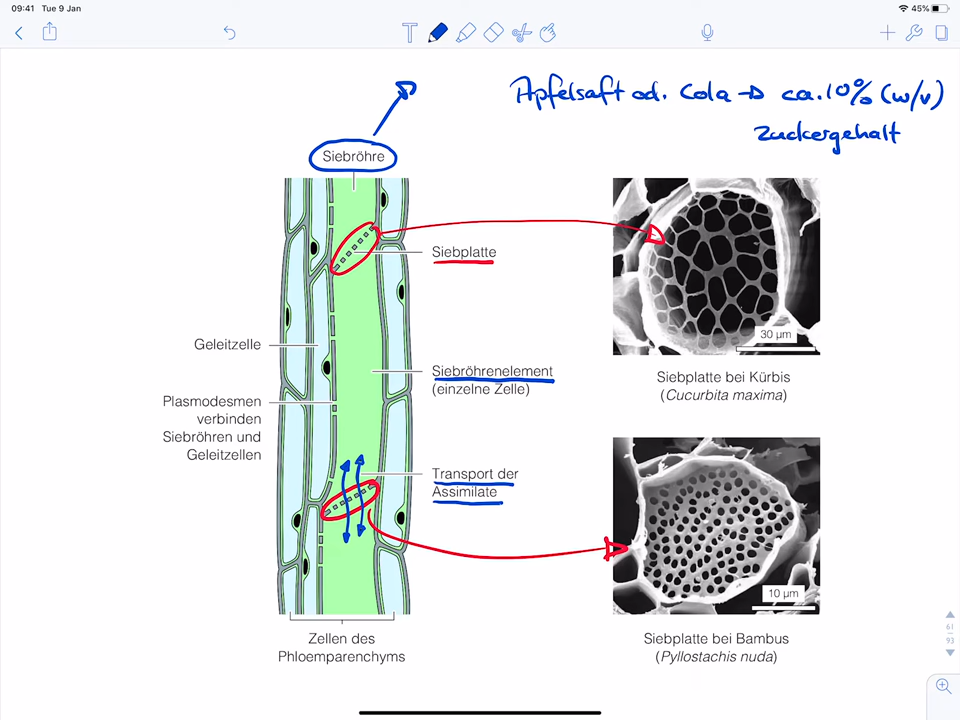 09:41 Tue 9 Jan
45%
T
Apfelsaft od. Cola → ca. 10% (w/v)
Zuckergehalt
Siebröhre
Siebplatte
Geleitzelle
Siebröhrenelement
(einzelne Zelle)
Plasmodesmen
verbinden
Siebröhren und
Geleitzellen
Transport der
Assimilate
Zellen des
Phloemparenchyms
30 µm
Siebplatte bei Kürbis
(Cucurbita maxima)
10 µm
Siebplatte bei Bambus
(Pyllostachis nuda)
61
93